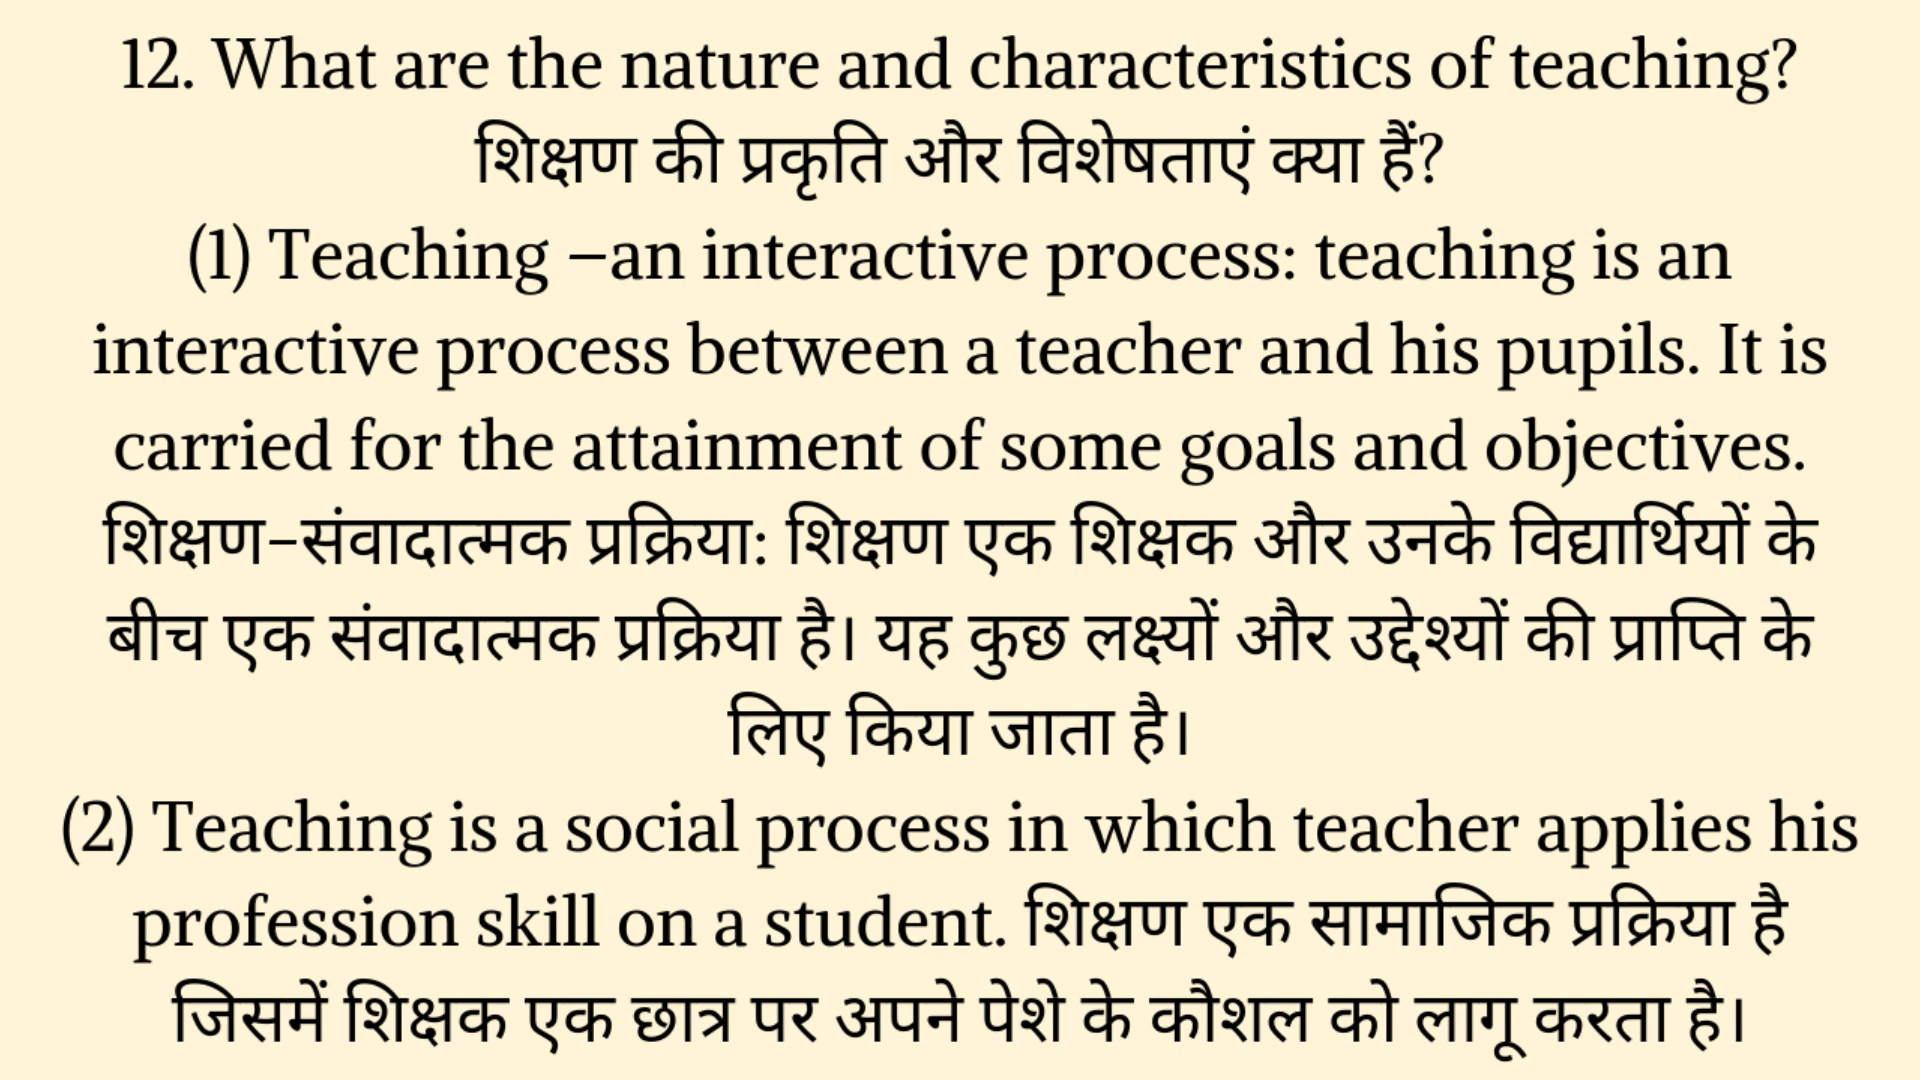 12. What are the nature and characteristics of teaching?
शिक्षण की प्रकृति और विशेषताएं क्या हैं?
(1) Teaching –an interactive process: teaching is an
interactive process between a teacher and his pupils. It is
carried for the attainment of some goals and objectives.
शिक्षण-संवादात्मक प्रक्रिया: शिक्षण एक शिक्षक और उनके विद्यार्थियों के
बीच एक संवादात्मक प्रक्रिया है। यह कुछ लक्ष्यों और उद्देश्यों की प्राप्ति के
लिए किया जाता है।
(2) Teaching is a social process in which teacher applies his
profession skill on a student. शिक्षण एक सामाजिक प्रक्रिया है
जिसमें शिक्षक एक छात्र पर अपने पेशे के कौशल को लागू करता है।